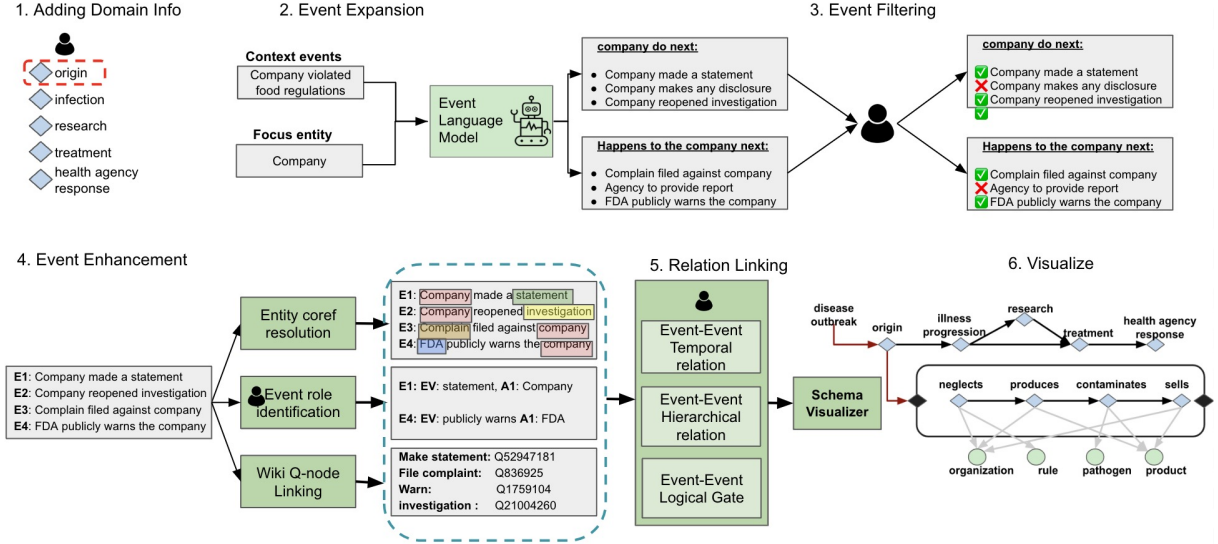 1. Adding Domain Info
origin
infection
research
treatment
health agency
response
2. Event Expansion
Context events
Company violated
food regulations
Focus entity
Company
Event
Language
Model
company do next:
● Company made a statement
● Company makes any disclosure
● Company reopened investigation
Happens to the company next:
● Complain filed against company
● Agency to provide report
● FDA publicly warns the company
3. Event Filtering
company do next:
✅ Company made a statement
❌ Company makes any disclosure
✅ Company reopened investigation
✅
Happens to the company next:
✅ Complain filed against company
❌ Agency to provide report
✅ FDA publicly warns the company
4. Event Enhancement
E1: Company made a statement
E2: Company reopened investigation
E3: Complain filed against company
E4: FDA publicly warns the company
Entity coref
resolution
Event role
identification
Wiki Q-node
Linking
E1: Company made a statement
E2: Company reopened investigation
E3: Complain filed against company
E4: FDA publicly warns the company
E1: EV: statement, A1: Company
E4: EV: publicly warns A1: FDA
Make statement: Q52947181
File complaint: Q836925
Warn: Q1759104
investigation : Q21004260
5. Relation Linking
Event-Event
Temporal
relation
Event-Event
Hierarchical
relation
Event-Event
Logical Gate
Schema
Visualizer
6. Visualize
disease
outbreak
origin
illness
progression
research
treatment
health agency
response
neglects
produces
contaminates
sells
organization
rule
pathogen
product